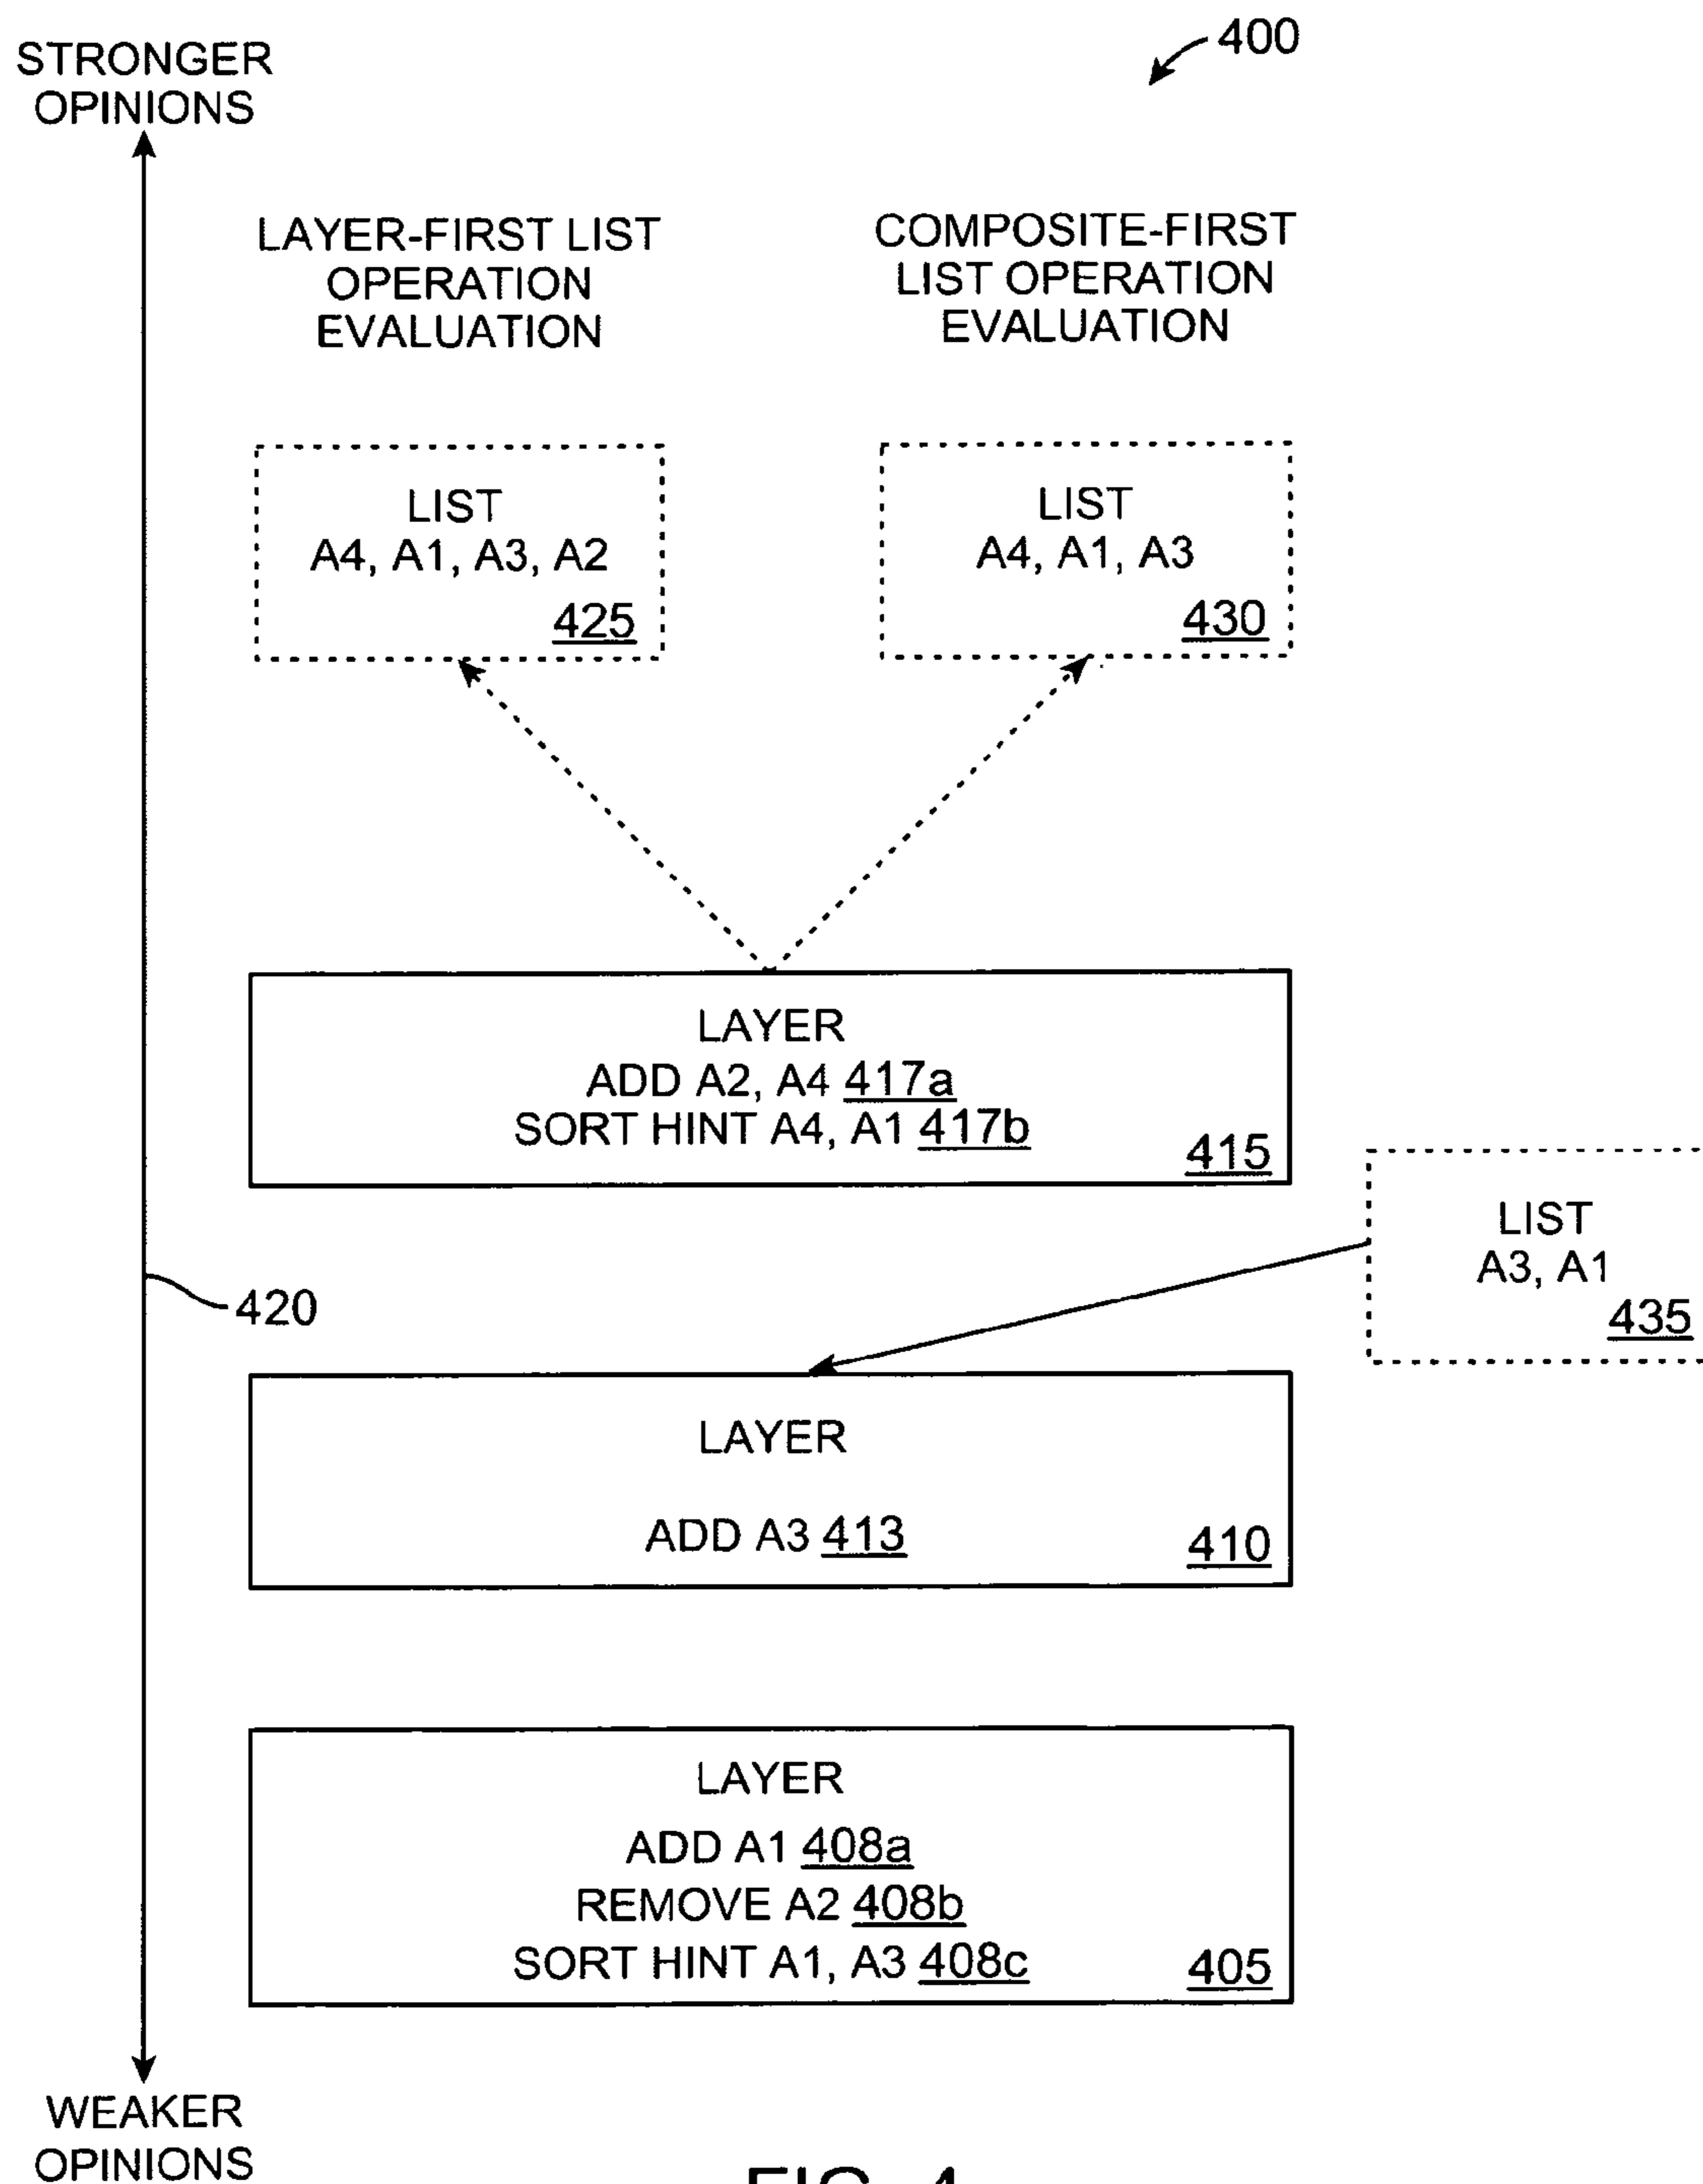 400
STRONGER
OPINIONS
LAYER-FIRST LIST
OPERATION
EVALUATION
COMPOSITE-FIRST
LIST OPERATION
EVALUATION
LIST
A4, A1, A3, A2
425
LIST
A4, A1, A3
430
LAYER
ADD A2, A4 417a
SORT HINT A4, A1 417b
415
LIST
A3, A1
435
420
LAYER
ADD A3 413
410
LAYER
ADD A1 408a
REMOVE A2 408b
SORT HINT A1, A3 408c
405
WEAKER
OPINIONS